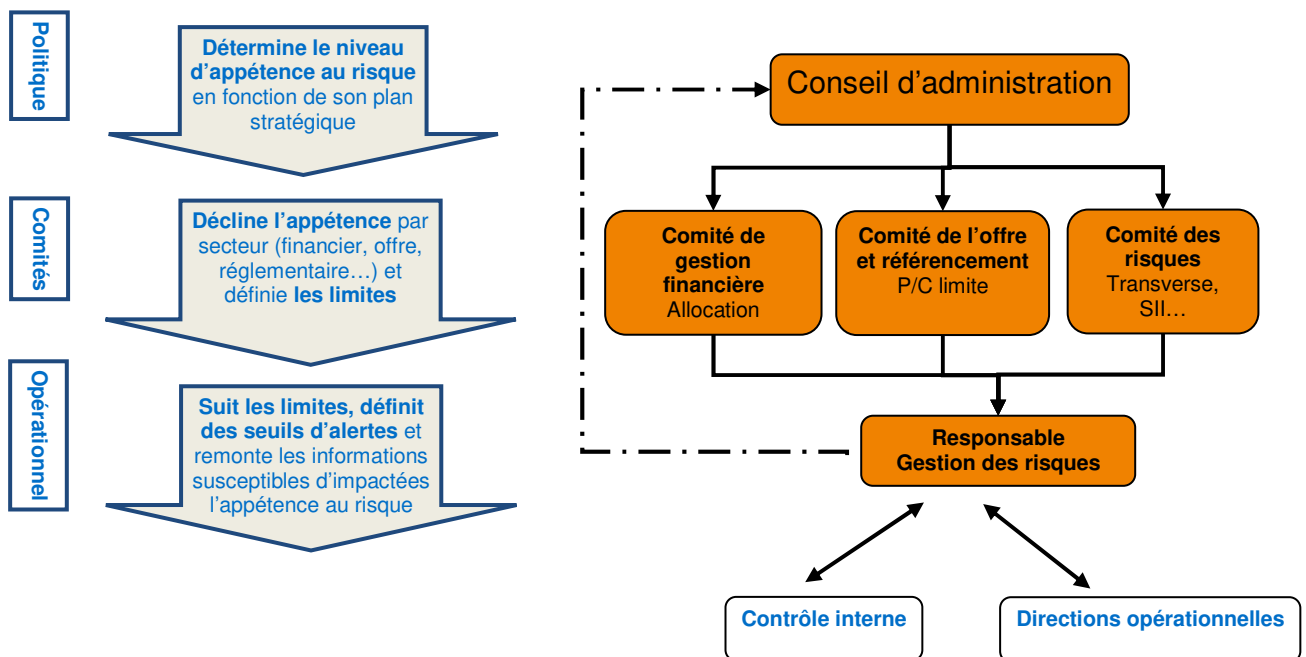 Politique
Détermine le niveau
d'appétence au risque
en fonction de son plan
stratégique
Comités
Décline l'appétence par
secteur (financier, offre,
réglementaire…) et
définie les limites
Opérationnel
Suit les limites, définit
des seuils d'alertes et
remonte les informations
susceptibles d'impactées
l'appétence au risque
Conseil d'administration
Comité de
gestion
financière
Allocation
Comité de l'offre
et référencement
P/C limite
Comité des
risques
Transverse,
SII…
Responsable
Gestion des risques
Contrôle interne
Directions opérationnelles